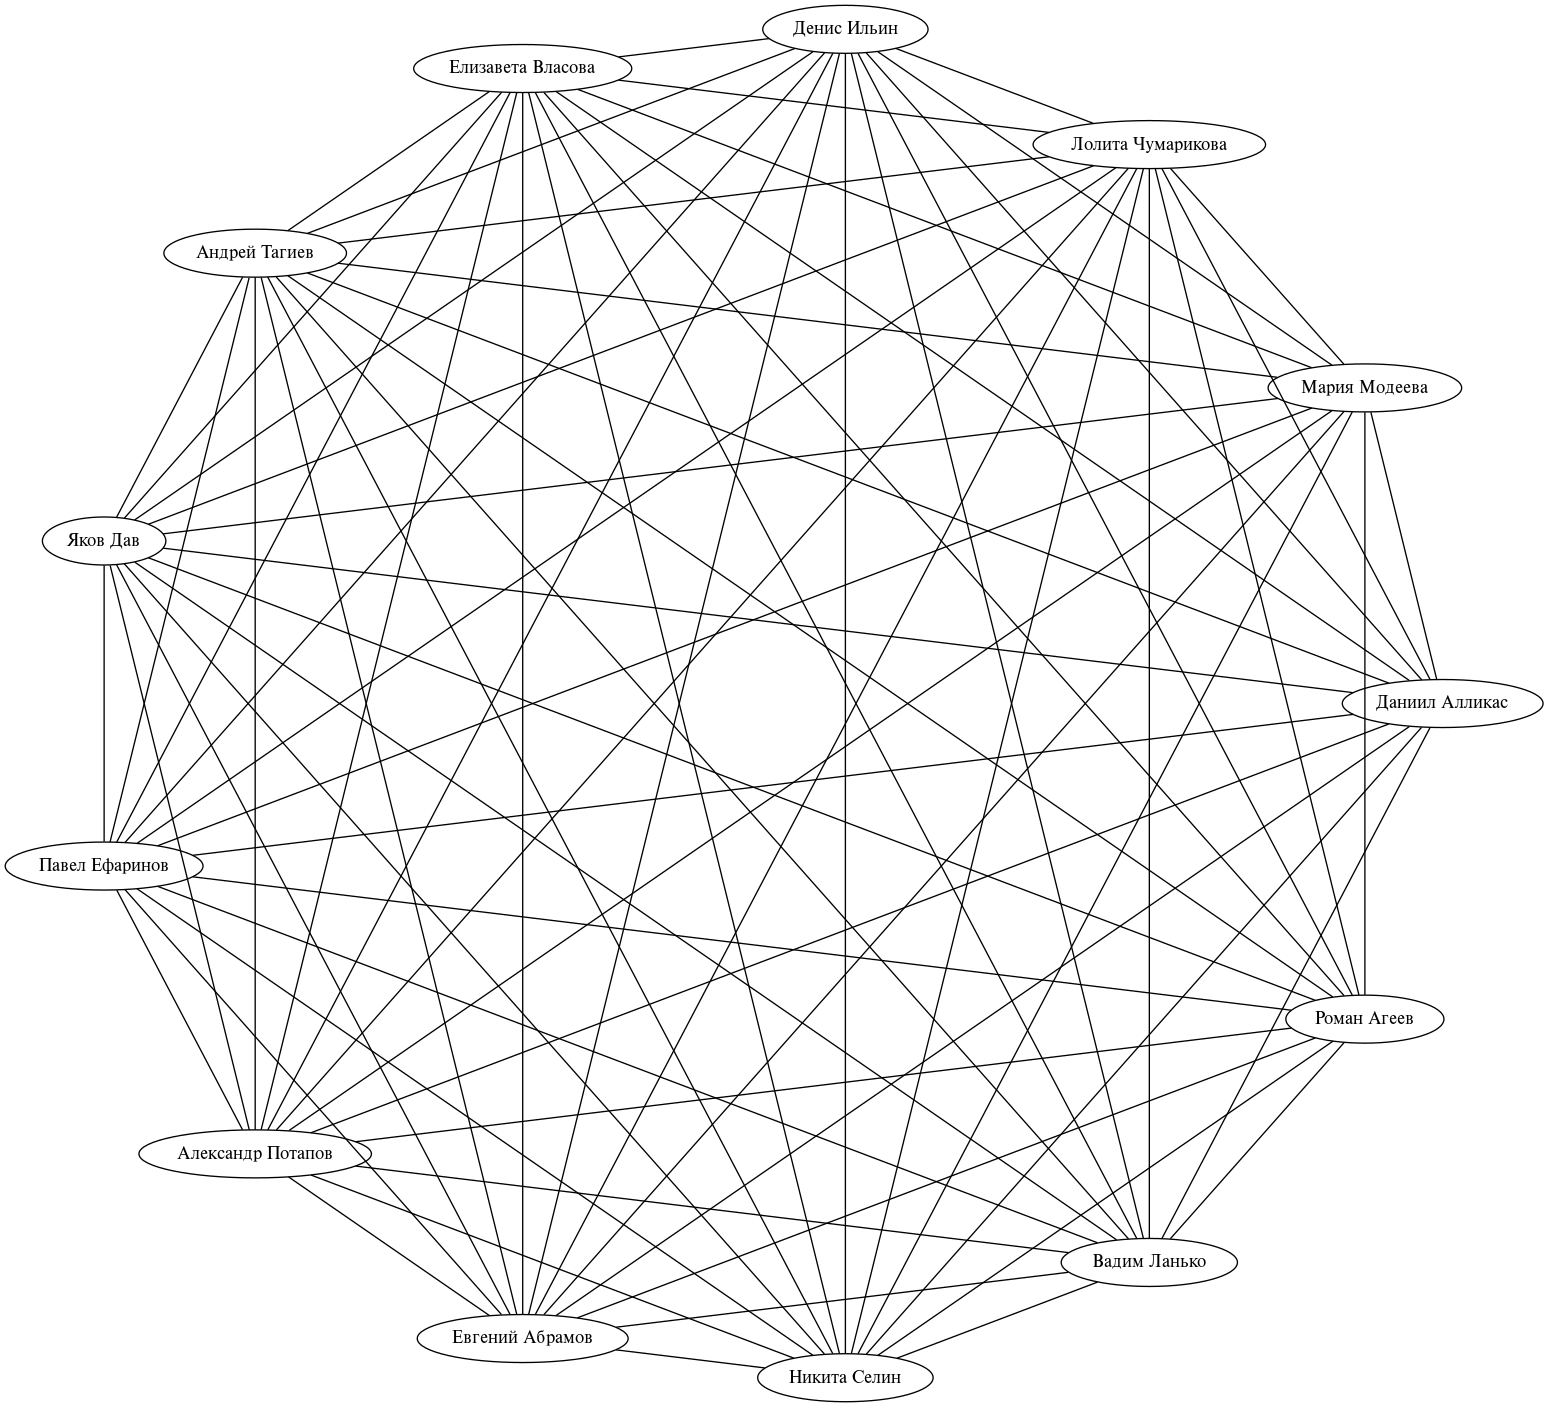 Денис Ильин
Елизавета Власова
Лолита Чумарикова
Андрей Тагиев
Мария Модеева
Яков Дав
Даниил Алликас
Павел Ефаринов
Роман Агеев
Александр Потапов
Вадим Ланько
Евгений Абрамов
Никита Селин